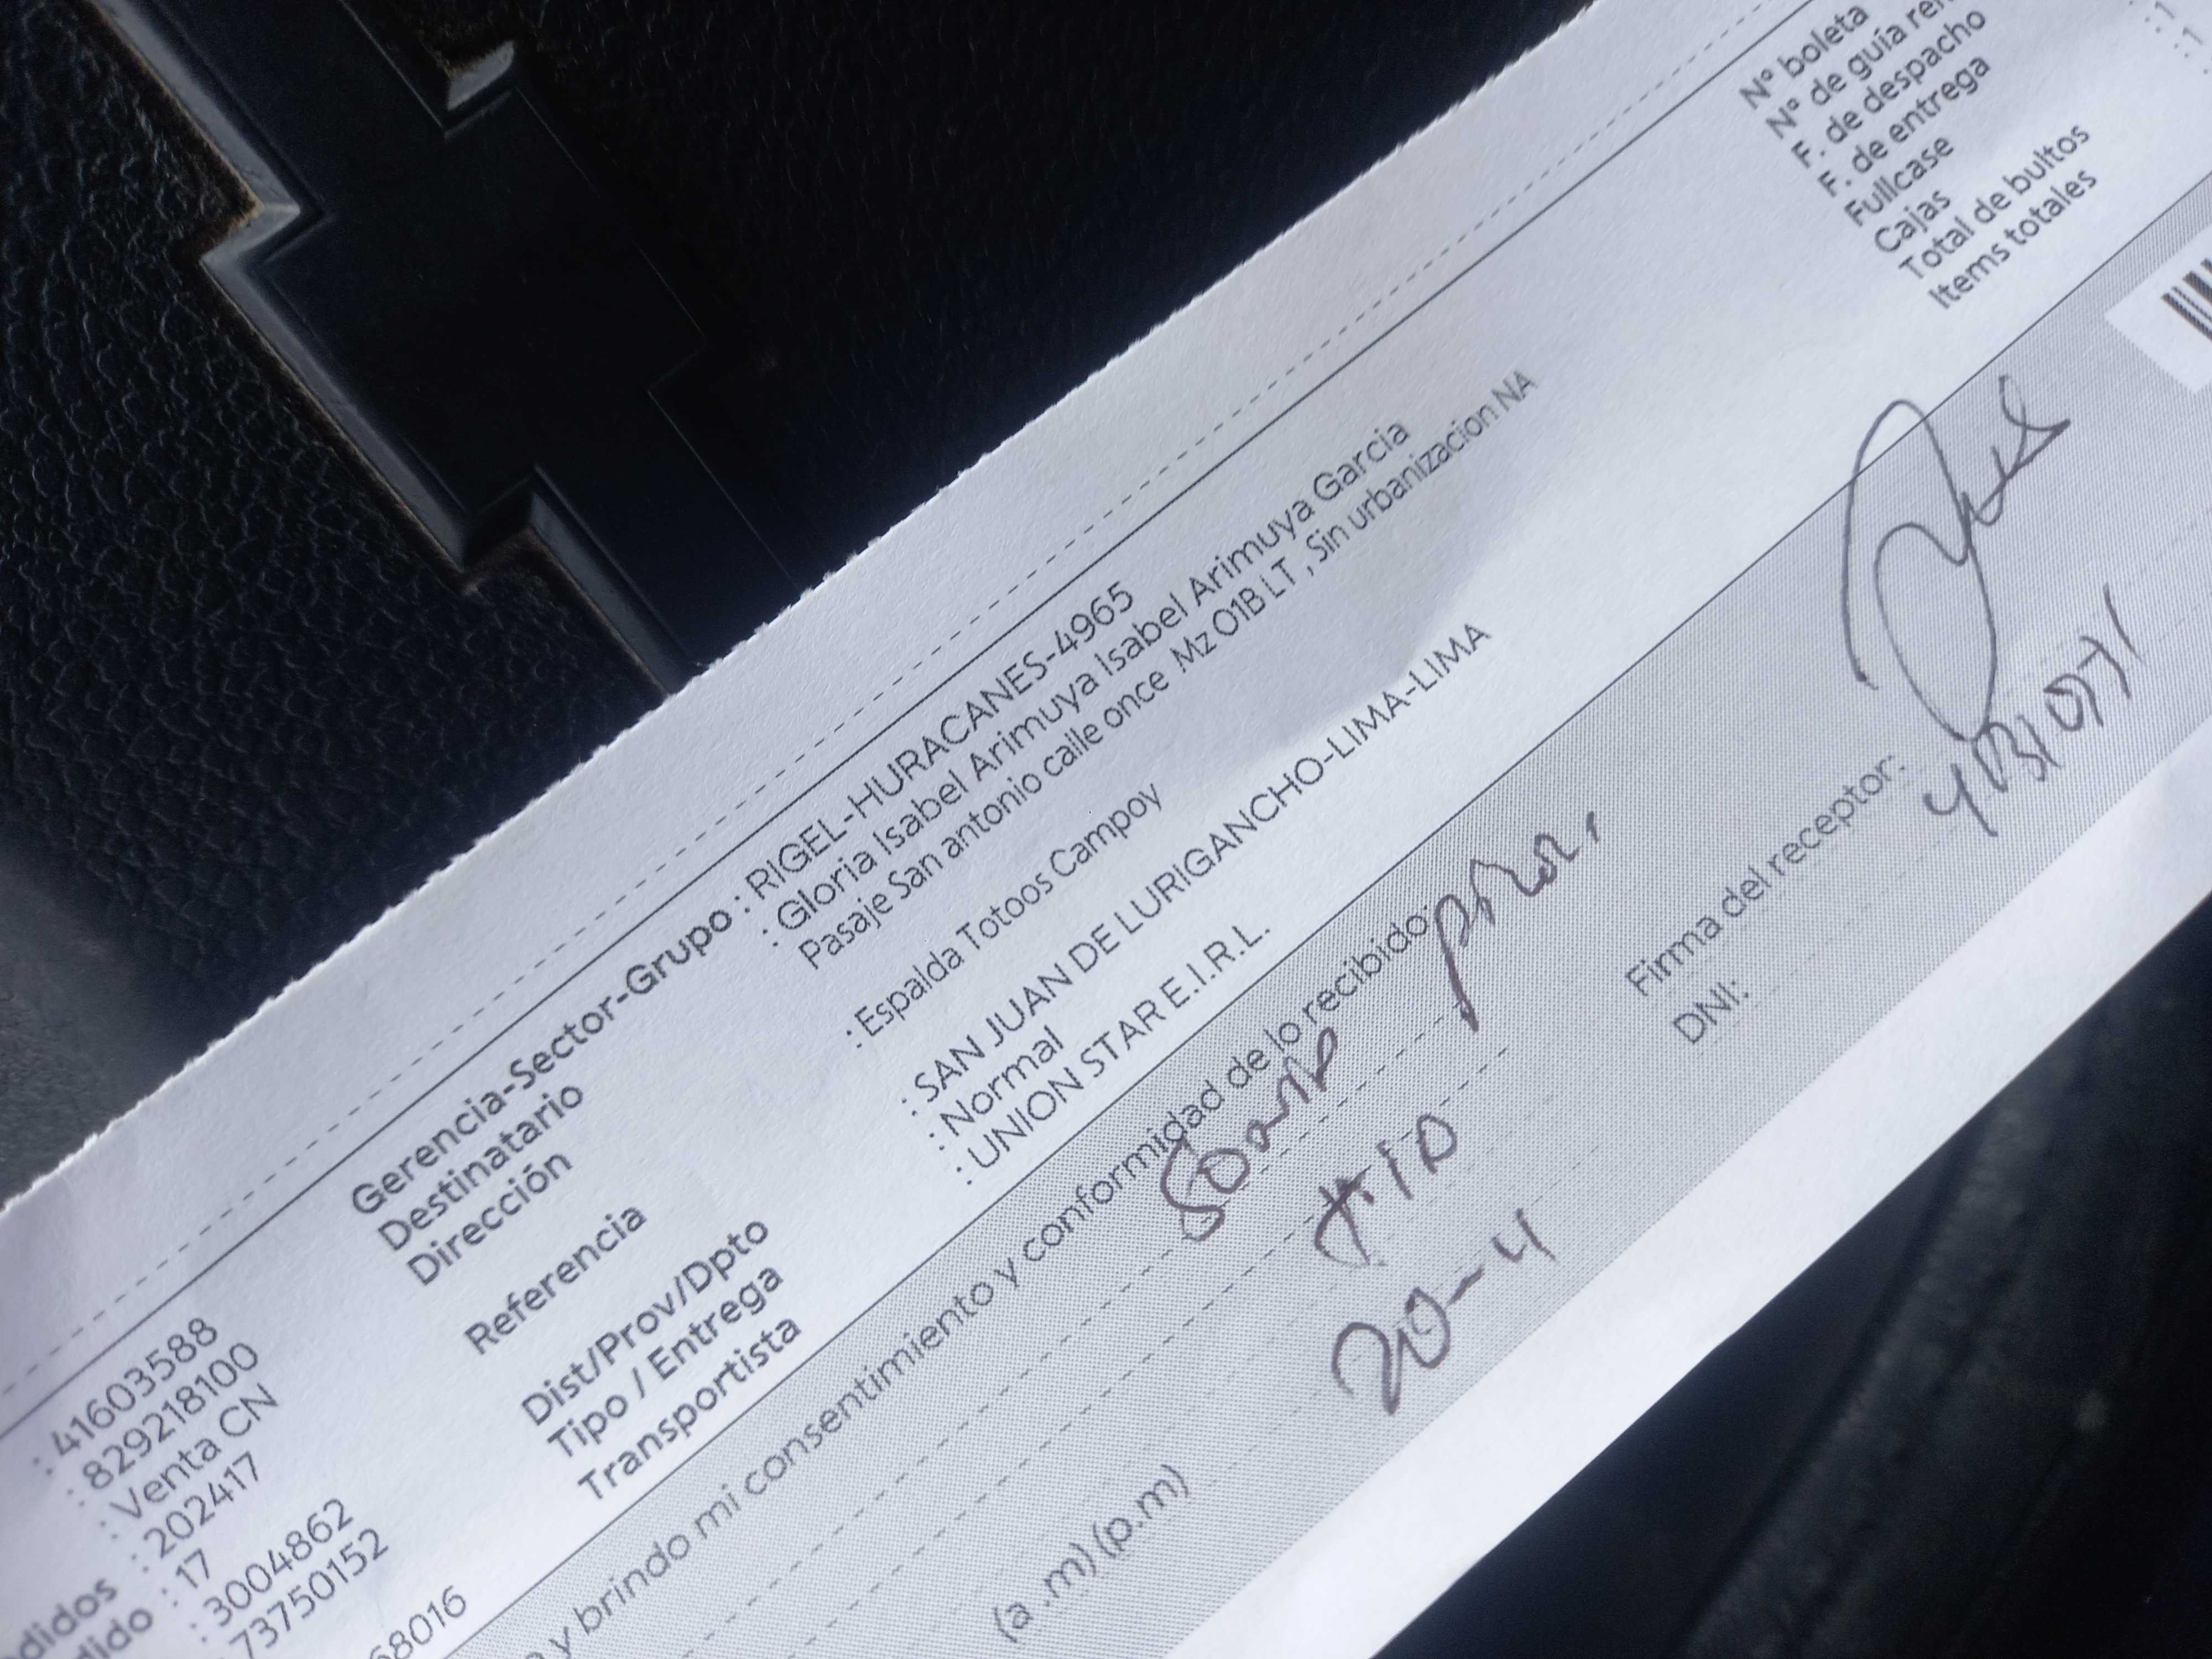 : 41603588
: 829218100
: Venta CN
: 202417
: 17
: 3004862
73750152
68016
Gerencia-Sector-Grupo : RIGEL-HURACANES-4965
Destinatario : Gloria Isabel Arimuya Isabel Arimuya Garcia
Dirección Pasaje San antonio calle once Mz 01B LT , Sin urbanizacion NA
Referencia : Espalda Totoos Campoy
Dist/Prov/Dpto : SAN JUAN DE LURIGANCHO-LIMA-LIMA
Tipo / Entrega : Normal
Transportista : UNION STAR E.I.R.L.
N° boleta
N° de guía
F. de despacho
F. de entrega
Fullcase
Cajas
Total de bultos
Items totales
y brindo mi consentimiento y conformidad de lo recibido:
20-4
(a .m) (p.m)
Firma del receptor:
DNI: